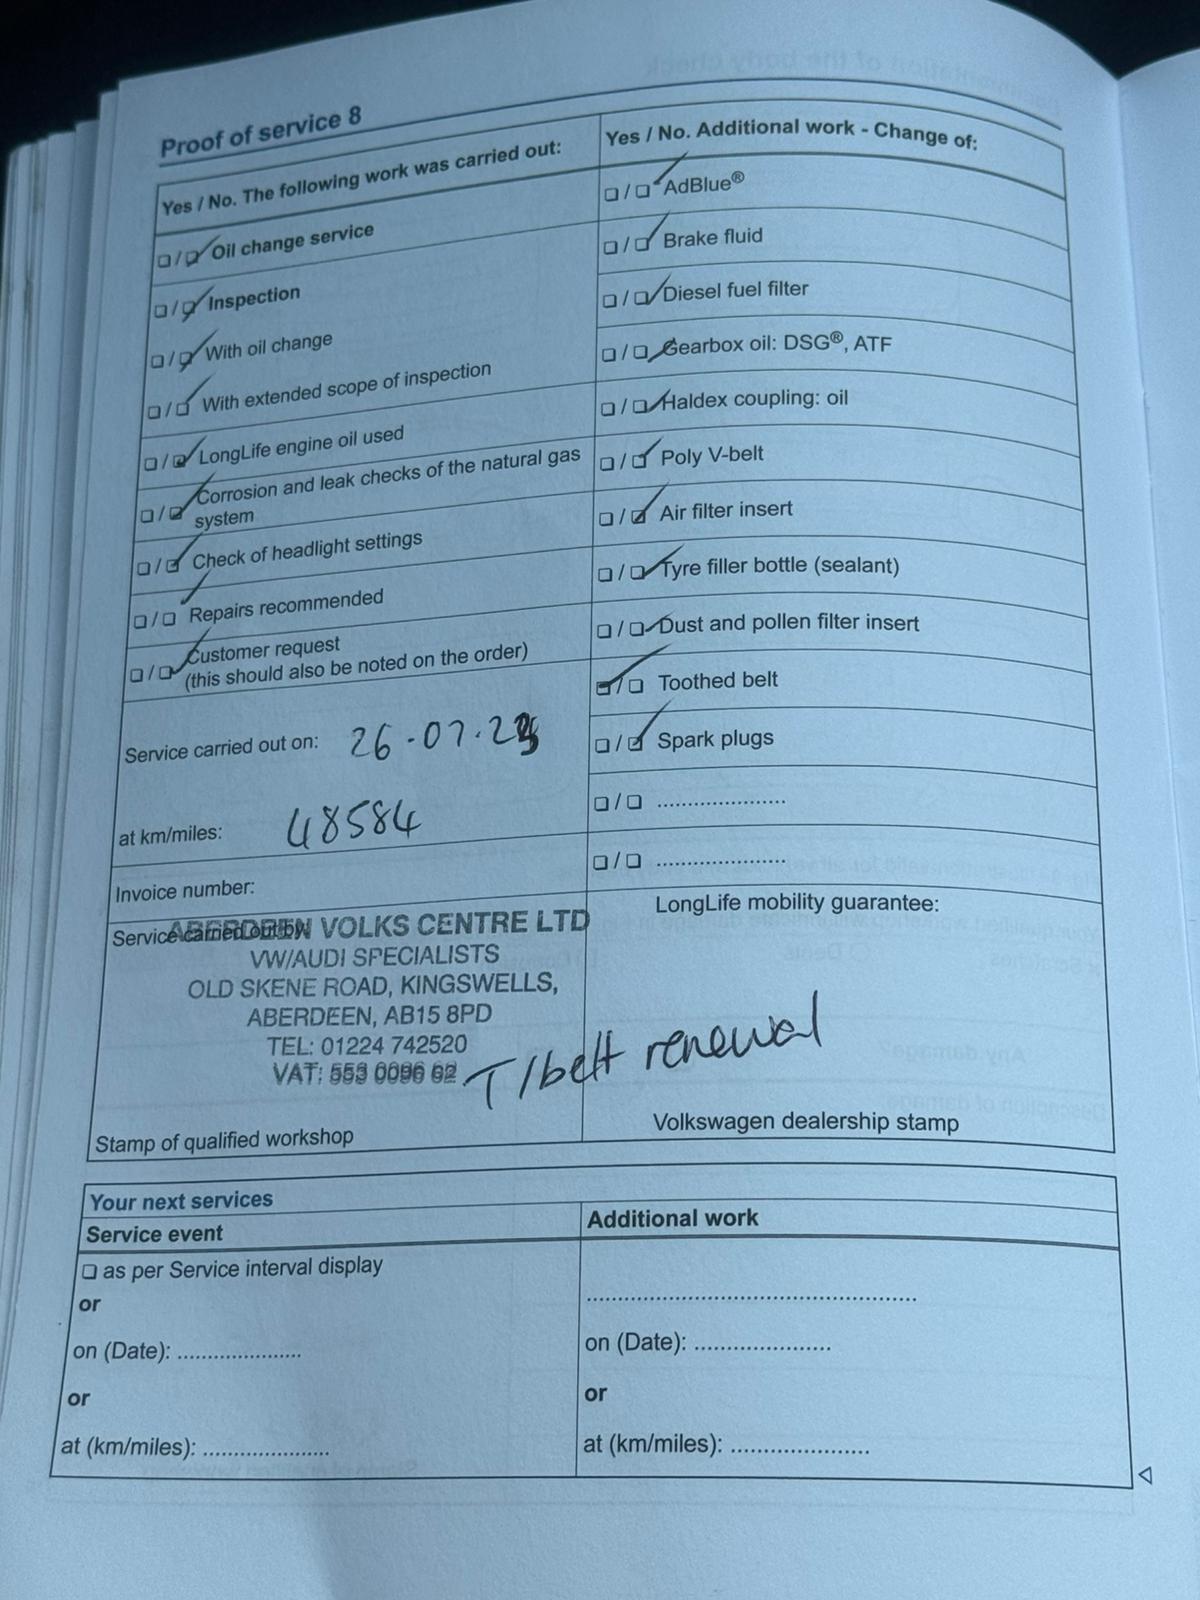 Proof of service 8
Yes / No. The following work was carried out:
☐ / ☑ Oil change service
☐ / ☑ Inspection
☐ / ☑ With oil change
☐ / ☑ With extended scope of inspection
☐ / ☑ LongLife engine oil used
☐ / ☑ Corrosion and leak checks of the natural gas
system
☐ / ☑ Check of headlight settings
☐ / ☑ Repairs recommended
☐ / ☑ Customer request
(this should also be noted on the order)
Service carried out on: 26-07-23
at km/miles: 48584
Invoice number:
Service carried out by:
ABERDEEN VOLKS CENTRE LTD
VW/AUDI SPECIALISTS
OLD SKENE ROAD, KINGSWELLS,
ABERDEEN, AB15 8PD
TEL: 01224 742520
VAT: 553 0096 62
Stamp of qualified workshop
Yes / No. Additional work - Change of:
☐ / ☑ AdBlue®
☐ / ☑ Brake fluid
☐ / ☑ Diesel fuel filter
☐ / ☑ Gearbox oil: DSG®, ATF
☐ / ☑ Haldex coupling: oil
☐ / ☑ Poly V-belt
☐ / ☑ Air filter insert
☐ / ☑ Tyre filler bottle (sealant)
☐ / ☑ Dust and pollen filter insert
☑ / ☐ Toothed belt
☐ / ☑ Spark plugs
☐ / ☐ ......................
☐ / ☐ ......................
LongLife mobility guarantee:
T/belt renewal
Volkswagen dealership stamp
Your next services
Service event
☐ as per Service interval display
or
on (Date): .....................
or
at (km/miles): .....................
Additional work
.....................................................
on (Date): ......................
or
at (km/miles): ......................